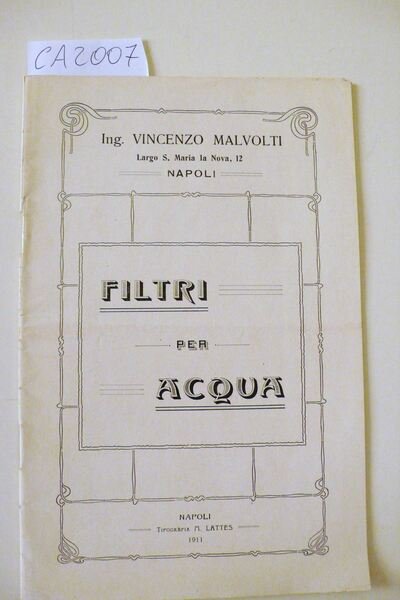 CA2007
Ing. VINCENZO MALVOLTI
Largo S. Maria la Nova, 12
NAPOLI
FILTRI
PER
ACQUA
NAPOLI
Tipografia M. LATTES
1911